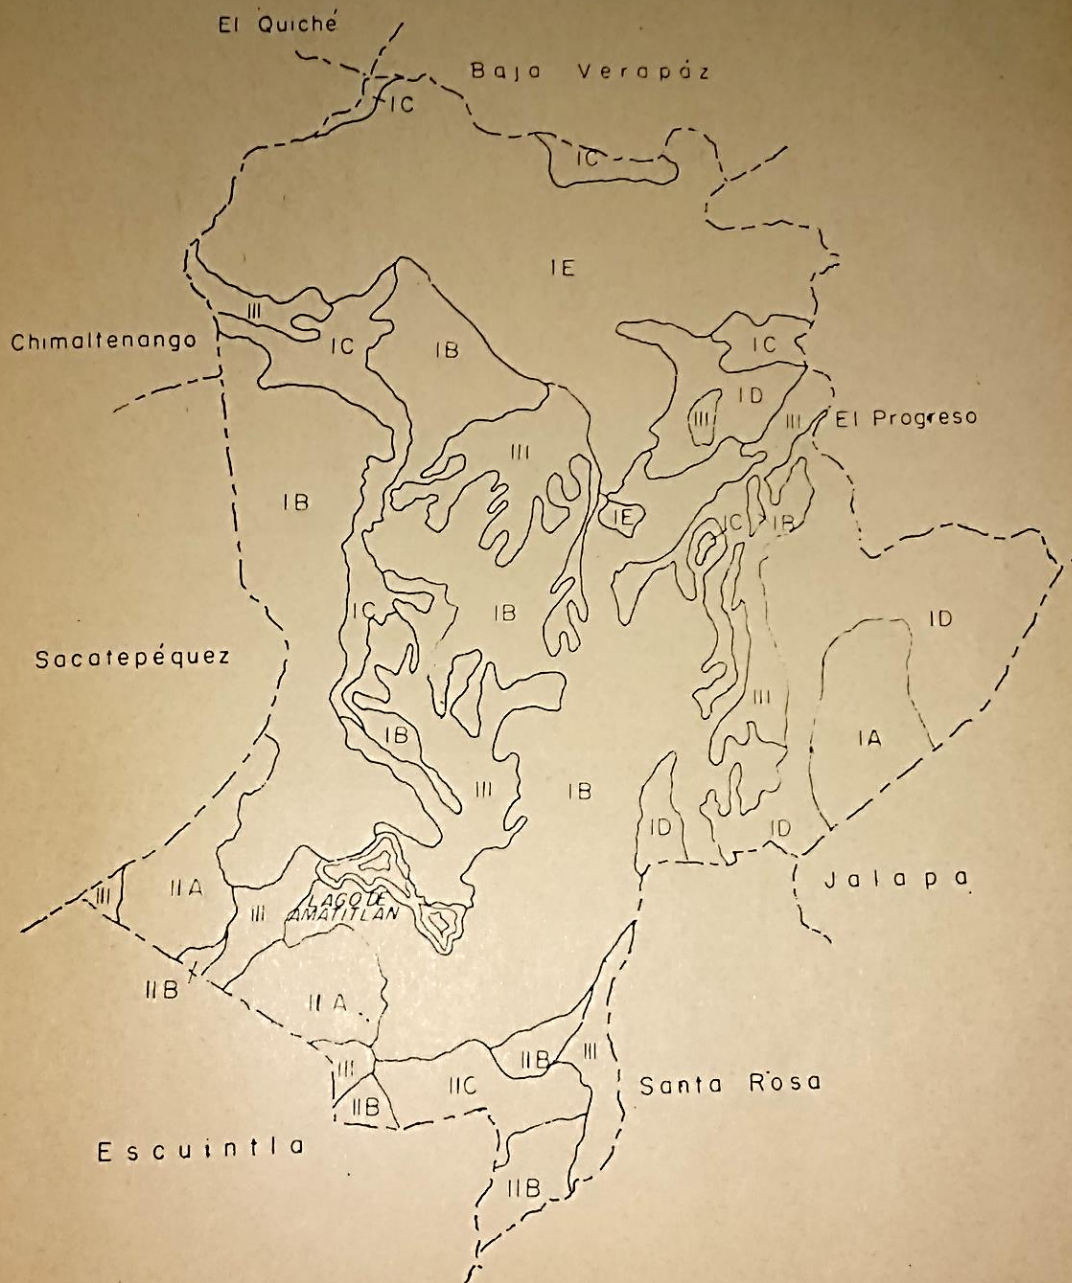 El Quiché
Baja Verapáz
IC
IC
IE
III
Chimaltenango
IC
IB
IC
ID
III
III
El Progreso
III
IB
IE
IC
IB
IC
IB
ID
Sacatepéquez
III
IB
IA
III
IB
ID
ID
Jalapa
III
IIA
III
LAGO DE
AMATITLAN
IIB
IIA
III
IIB
III
IIC
Santa Rosa
IIB
Escuintla
IIB